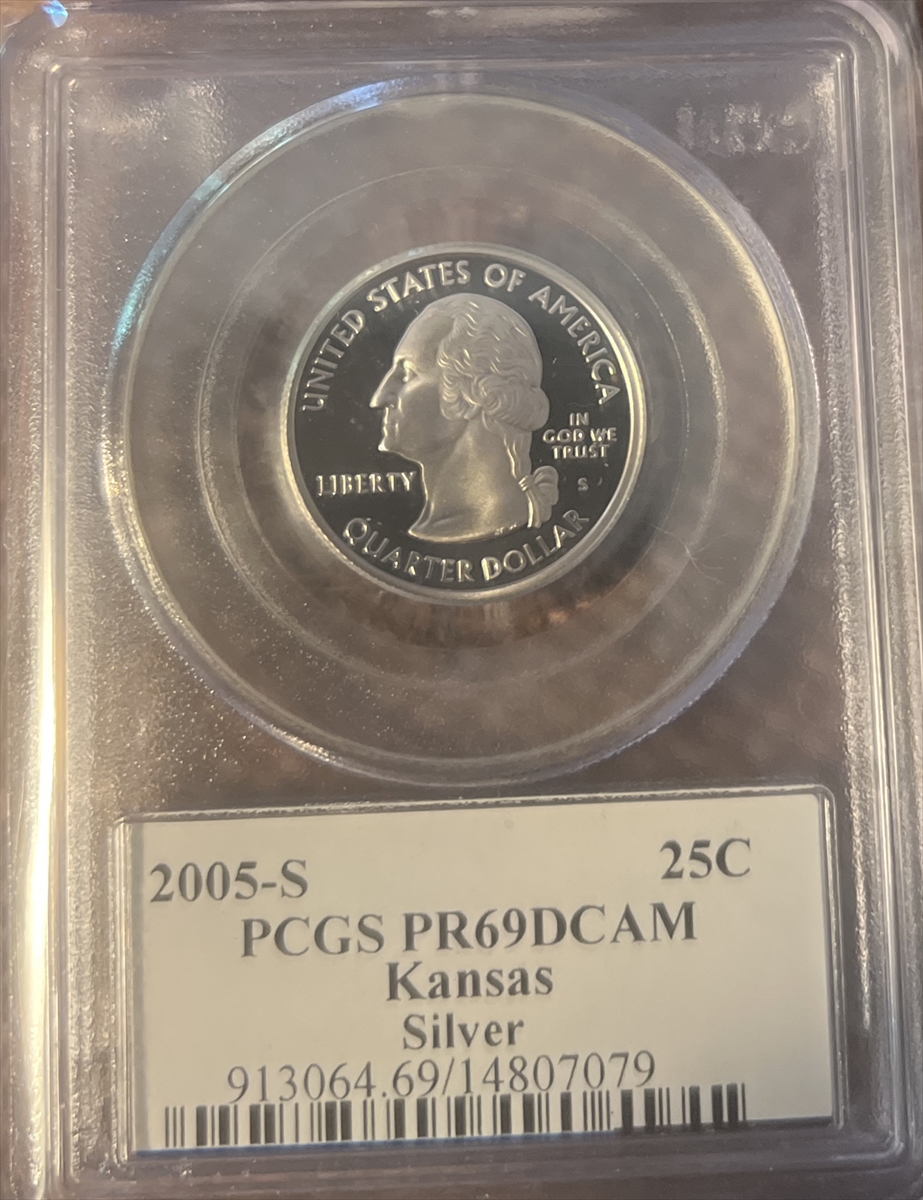 UNITED STATES OF AMERICA
IN
GOD WE
TRUST
LIBERTY
S
QUARTER DOLLAR
2005-S 25C
PCGS PR69DCAM
Kansas
Silver
913064.69/14807079